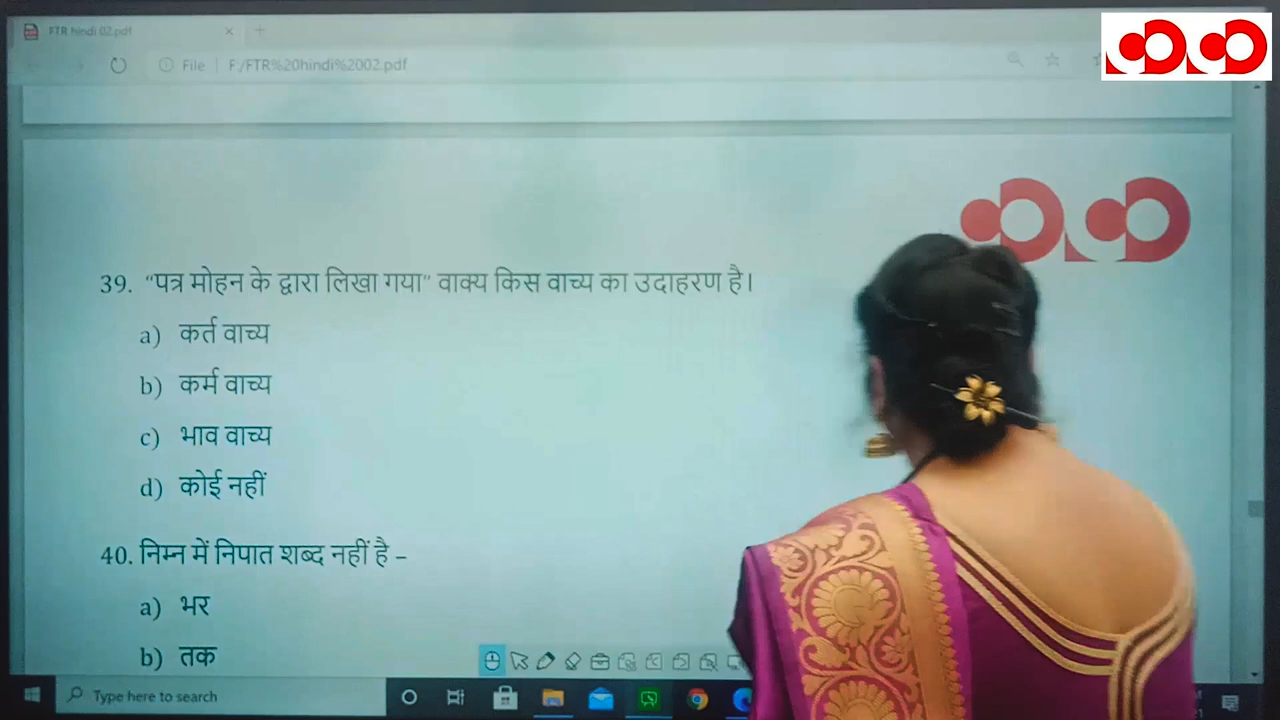 FTR hindi 02.pdf
File F:/FTR%20hindi%2002.pdf
39. “पत्र मोहन के द्वारा लिखा गया” वाक्य किस वाच्य का उदाहरण है।
a) कर्त वाच्य
b) कर्म वाच्य
c) भाव वाच्य
d) कोई नहीं
40. निम्न में निपात शब्द नहीं है –
a) भर
b) तक
Type here to search